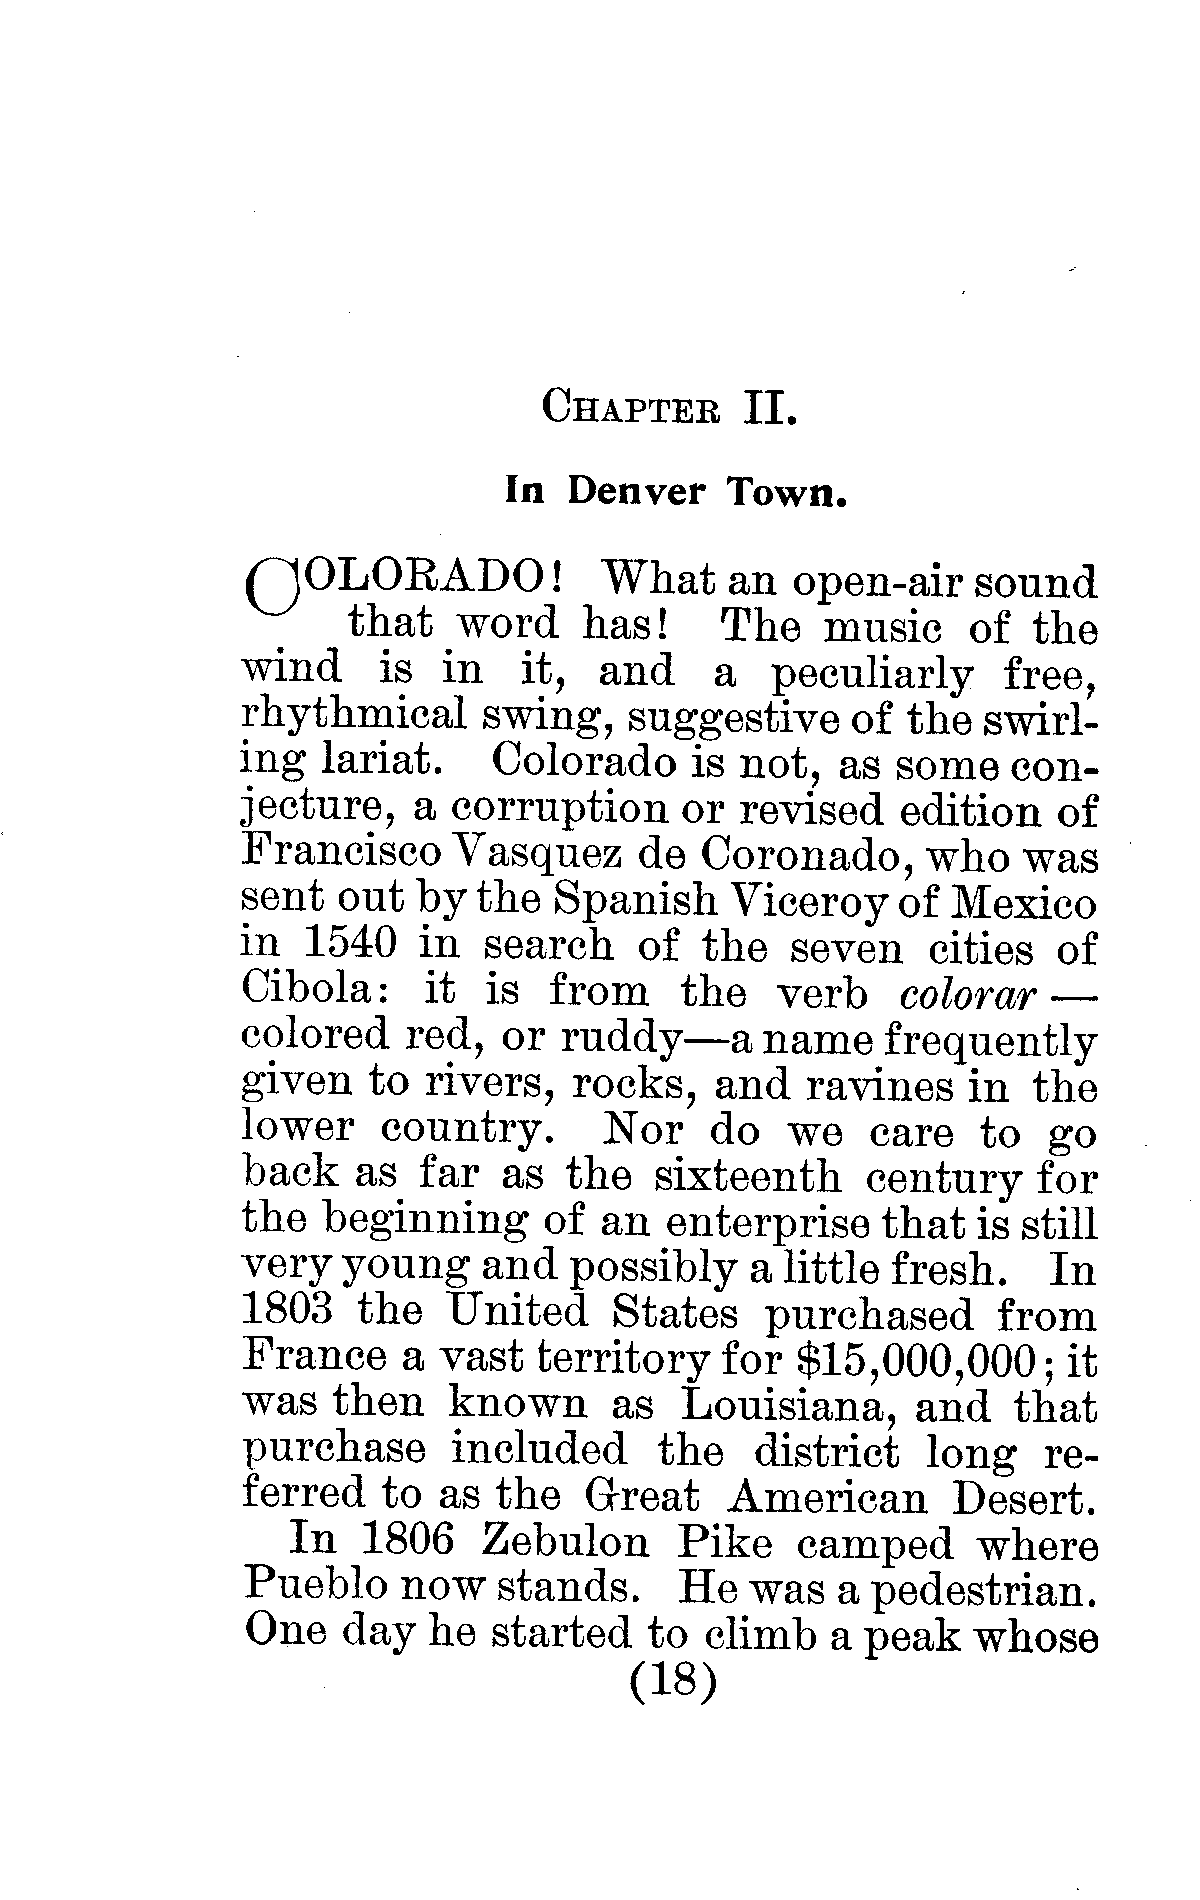 CHAPTER II.
In Denver Town.
COLORADO! What an open-air sound
that word has! The music of the
wind is in it, and a peculiarly free,
rhythmical swing, suggestive of the swirl-
ing lariat. Colorado is not, as some con-
jecture, a corruption or revised edition of
Francisco Vasquez de Coronado, who was
sent out by the Spanish Viceroy of Mexico
in 1540 in search of the seven cities of
Cibola: it is from the verb colorar —
colored red, or ruddy—a name frequently
given to rivers, rocks, and ravines in the
lower country. Nor do we care to go
back as far as the sixteenth century for
the beginning of an enterprise that is still
very young and possibly a little fresh. In
1803 the United States purchased from
France a vast territory for $15,000,000; it
was then known as Louisiana, and that
purchase included the district long re-
ferred to as the Great American Desert.
In 1806 Zebulon Pike camped where
Pueblo now stands. He was a pedestrian.
One day he started to climb a peak whose
(18)